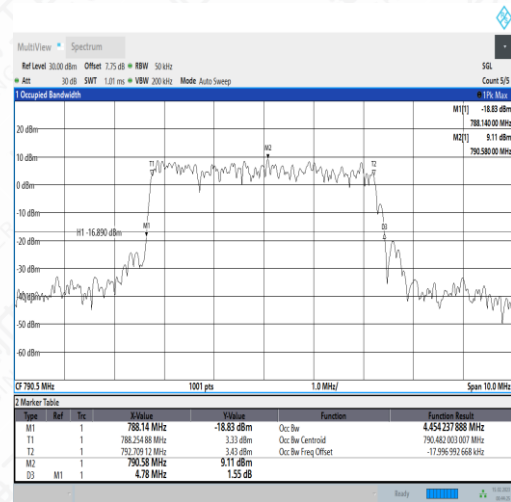 MultiView Spectrum
Ref Level 30.00 dBm Offset 7.75 dB RBW 50 kHz SGL
Att 30 dB SWT 1.01 ms VBW 200 kHz Mode Auto Sweep Count 5/5
1 Occupied Bandwidth 1Pk Max
M1[1] -18.83 dBm
788.140 00 MHz
M2[1] 9.11 dBm
790.580 00 MHz
20 dBm
M2
T1 T2
0 dBm
-10 dBm
M1 D3
H1 -16.890 dBm
-20 dBm
-30 dBm
-40 dBm
-50 dBm
-60 dBm
CF 790.5 MHz 1001 pts 1.0 MHz/ Span 10.0 MHz
2 Marker Table
Type Ref Trc X-Value Y-Value Function Function Result
M1 1 788.14 MHz -18.83 dBm Occ Bw 4.454 237 888 MHz
T1 1 788.254 88 MHz 3.33 dBm Occ Bw Centroid 790.482 003 007 MHz
T2 1 792.709 12 MHz 3.43 dBm Occ Bw Freq Offset -17.996 992 668 kHz
M2 1 790.58 MHz 9.11 dBm
D3 M1 1 4.78 MHz 1.55 dB
Ready